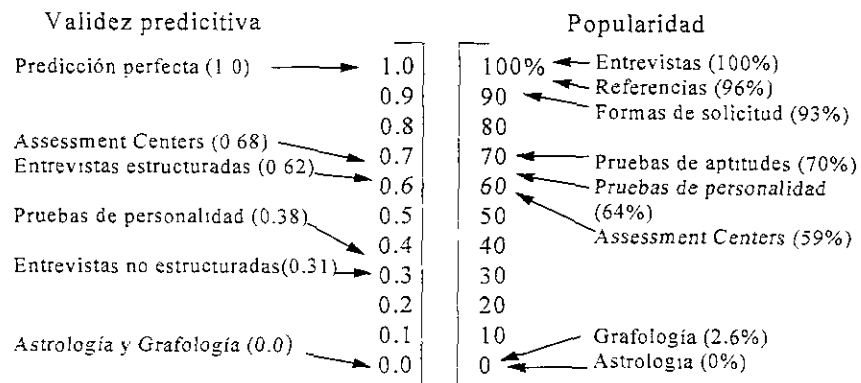 Validez predicitiva
Predicción perfecta (1 0)
Assessment Centers (0 68)
Entrevistas estructuradas (0 62)
Pruebas de personalidad (0.38)
Entrevistas no estructuradas(0.31)
Astrología y Grafología (0.0)
1.0
0.9
0.8
0.7
0.6
0.5
0.4
0.3
0.2
0.1
0.0
Popularidad
100%
90
80
70
60
50
40
30
20
10
0
Entrevistas (100%)
Referencias (96%)
Formas de solicitud (93%)
Pruebas de aptitudes (70%)
Pruebas de personalidad
(64%)
Assessment Centers (59%)
Grafología (2.6%)
Astrologia (0%)